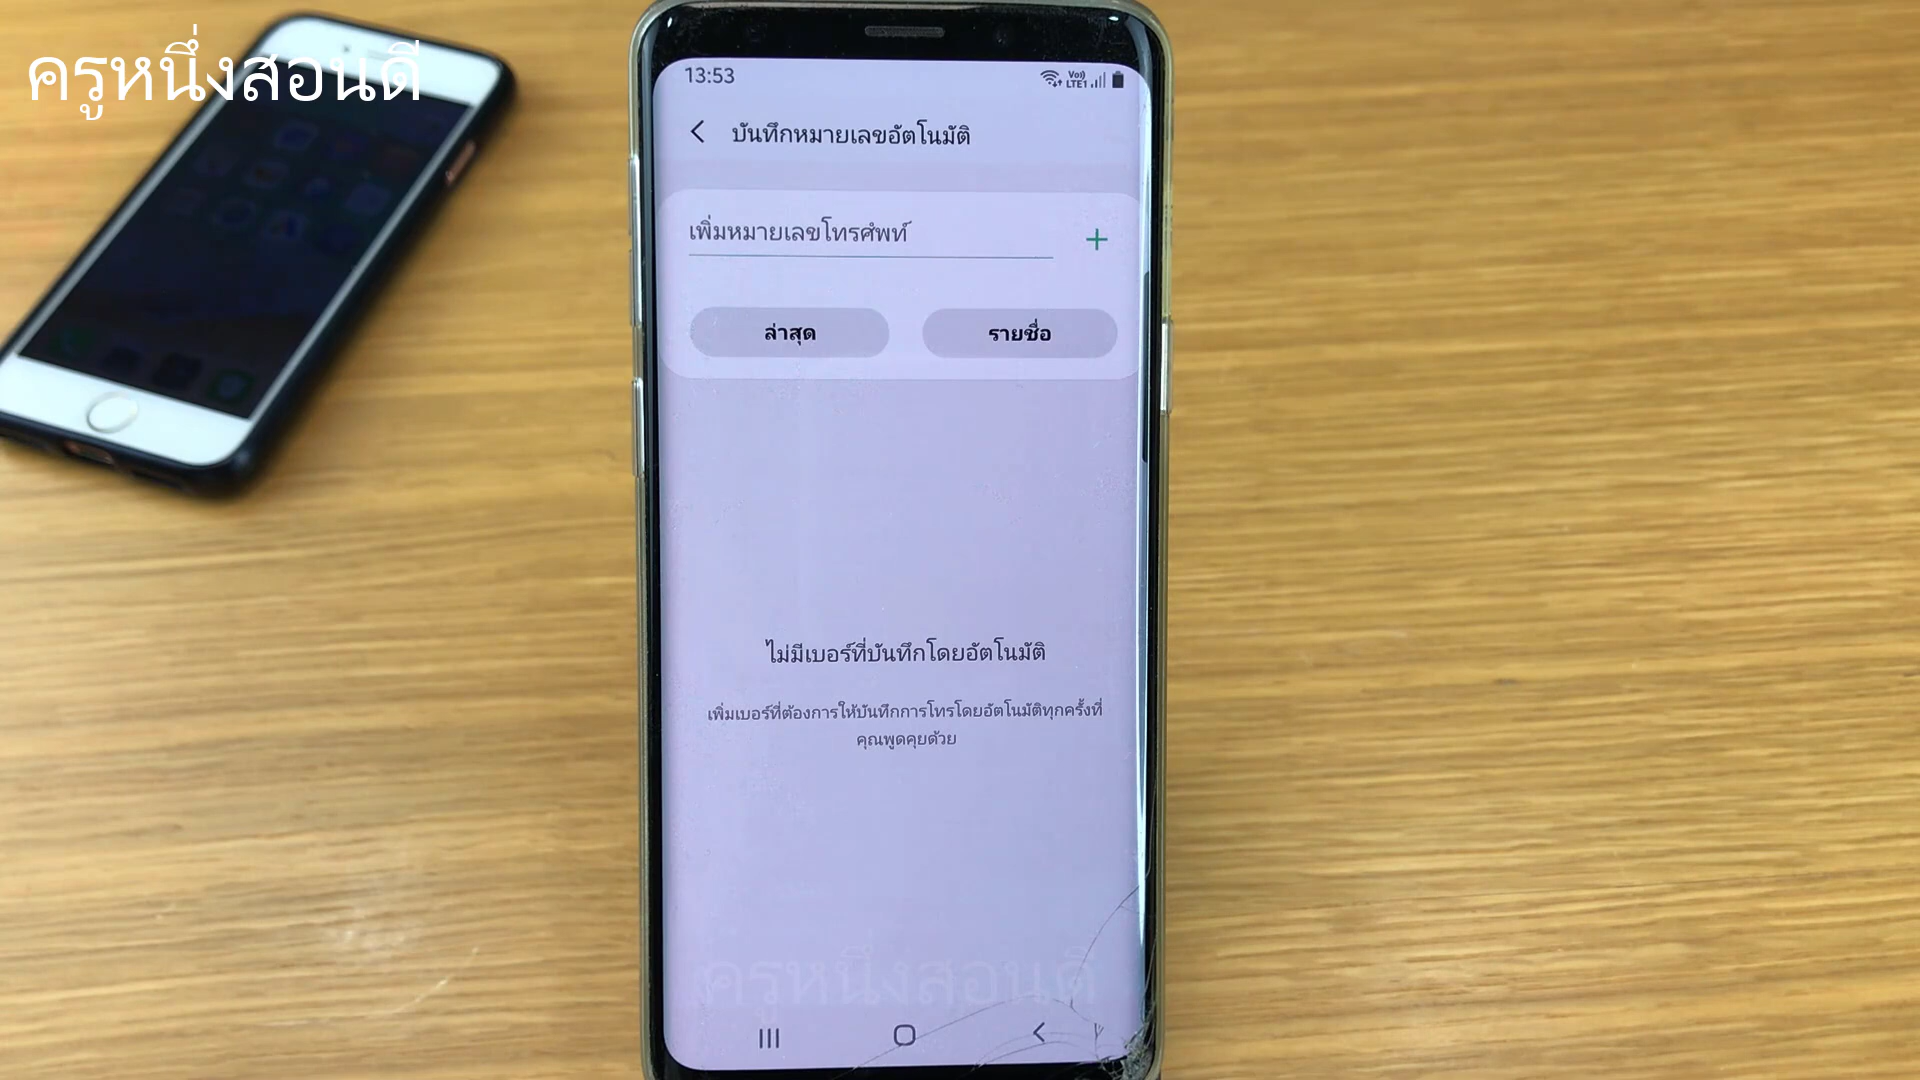 ครูหนึ่งสอนดี
13:53
Vo)) LTE1
บันทึกหมายเลขอัตโนมัติ
เพิ่มหมายเลขโทรศัพท์
ล่าสุด
รายชื่อ
ไม่มีเบอร์ที่บันทึกโดยอัตโนมัติ
เพิ่มเบอร์ที่ต้องการให้บันทึกการโทรโดยอัตโนมัติทุกครั้งที่
คุณพูดคุยด้วย
ครูหนึ่งสอนดี